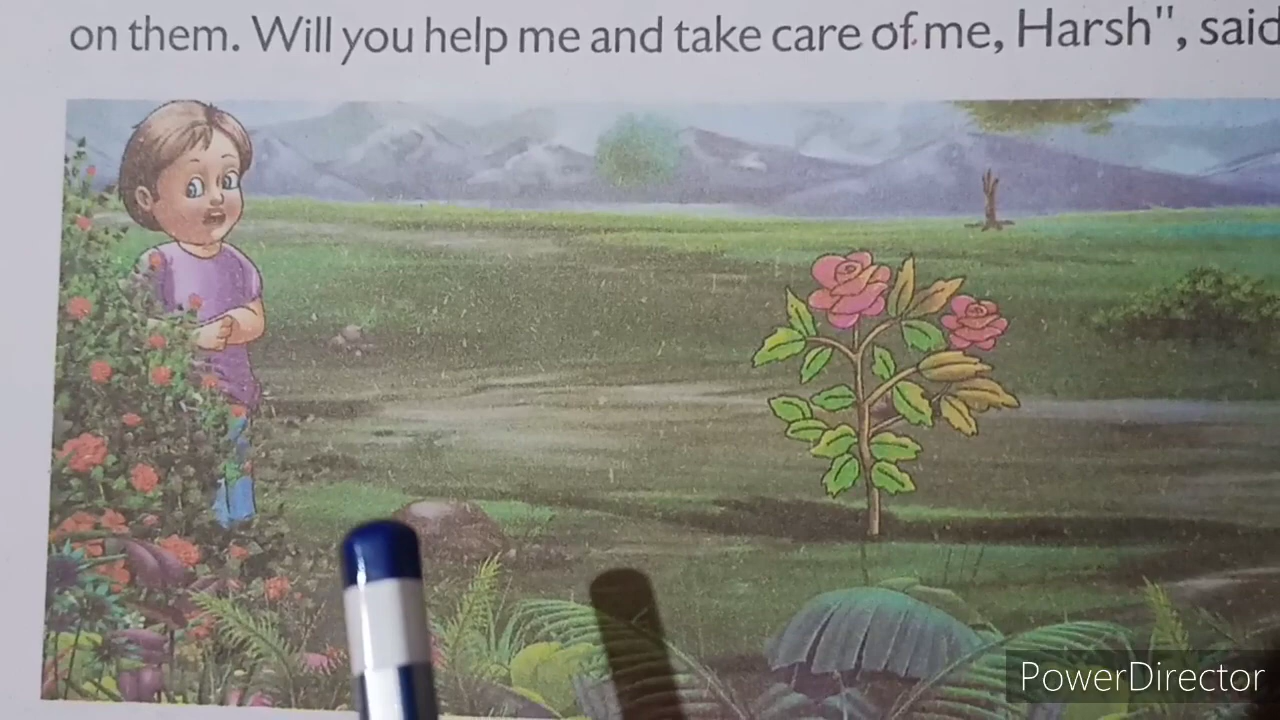 on them. Will you help me and take care of me, Harsh", said
PowerDirector